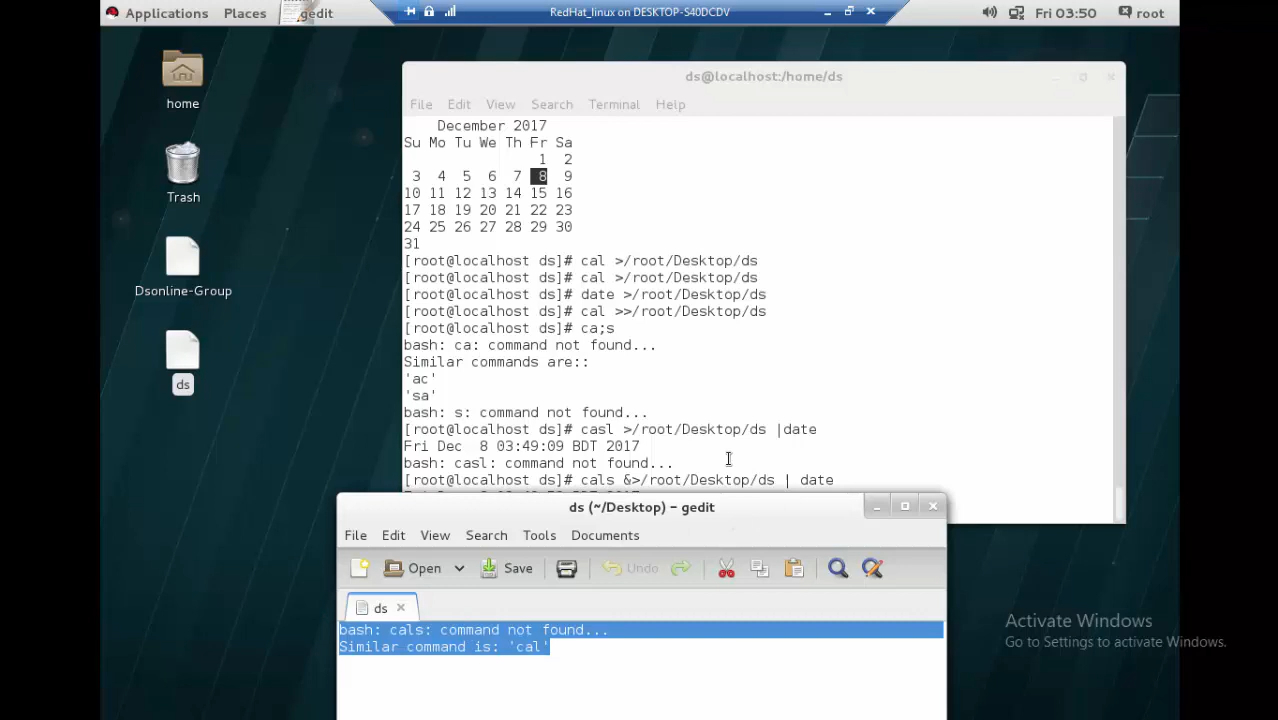 Applications Places gedit RedHat_linux on DESKTOP-S40DCDV Fri 03:50 root
home
Trash
Dsonline-Group
ds
ds@localhost:/home/ds
File Edit View Search Terminal Help
December 2017
Su Mo Tu We Th Fr Sa
1 2
3 4 5 6 7 8 9
10 11 12 13 14 15 16
17 18 19 20 21 22 23
24 25 26 27 28 29 30
31
[root@localhost ds]# cal >/root/Desktop/ds
[root@localhost ds]# cal >/root/Desktop/ds
[root@localhost ds]# date >/root/Desktop/ds
[root@localhost ds]# cal >>/root/Desktop/ds
[root@localhost ds]# ca;s
bash: ca: command not found...
Similar commands are::
'ac'
'sa'
bash: s: command not found...
[root@localhost ds]# casl >/root/Desktop/ds |date
Fri Dec  8 03:49:09 BDT 2017
bash: casl: command not found...
[root@localhost ds]# cals &>/root/Desktop/ds | date
ds (~/Desktop) – gedit
File Edit View Search Tools Documents
Open Save Undo
ds
bash: cals: command not found...
Similar command is: 'cal'
Activate Windows
Go to Settings to activate Windows.